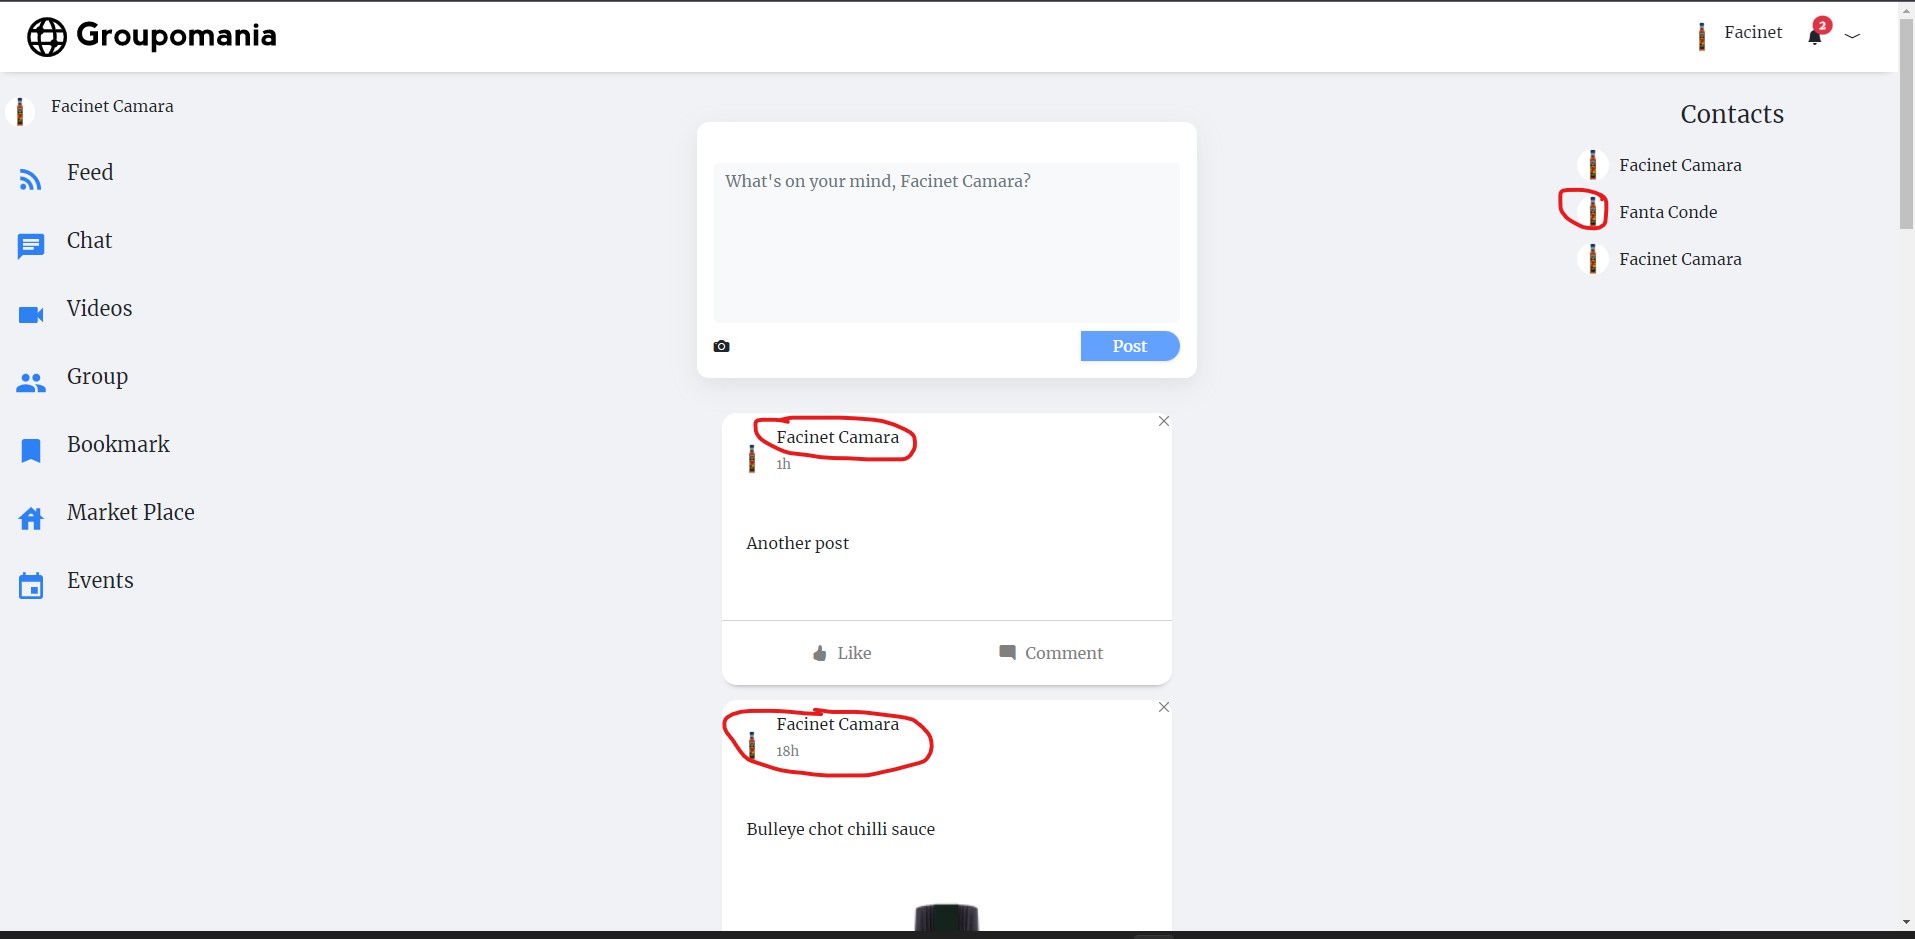 Groupomania
Facinet
2
Facinet Camara
Feed
Chat
Videos
Group
Bookmark
Market Place
Events
What's on your mind, Facinet Camara?
Post
Facinet Camara
1h
Another post
Like Comment
Facinet Camara
18h
Bulleye chot chilli sauce
Contacts
Facinet Camara
Fanta Conde
Facinet Camara